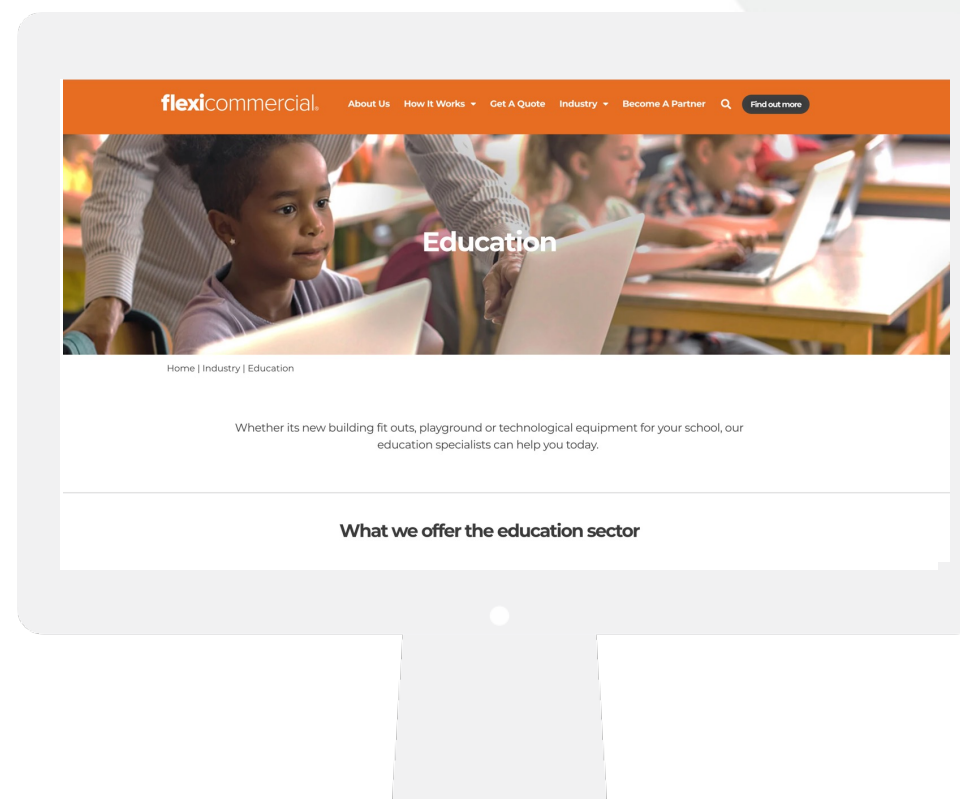 flexicommercial.
About Us How It Works Get A Quote Industry Become A Partner Find out more
Education
Home | Industry | Education
Whether its new building fit outs, playground or technological equipment for your school, our
education specialists can help you today.
What we offer the education sector